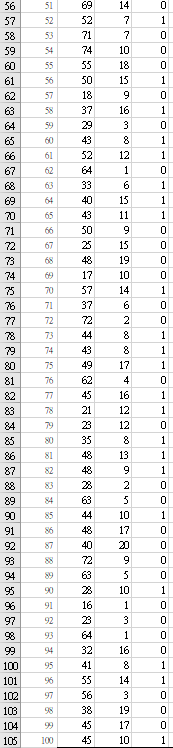 56 51 69 14 0
57 52 52 7 1
58 53 71 7 0
59 54 74 10 0
60 55 55 18 0
61 56 50 15 1
62 57 18 9 0
63 58 37 16 1
64 59 29 3 0
65 60 43 8 1
66 61 52 12 1
67 62 64 1 0
68 63 33 6 1
69 64 40 15 1
70 65 43 11 1
71 66 50 9 0
72 67 25 15 0
73 68 48 19 0
74 69 17 10 0
75 70 57 14 1
76 71 37 6 0
77 72 72 2 0
78 73 44 8 1
79 74 43 8 1
80 75 49 17 1
81 76 62 4 0
82 77 45 16 1
83 78 21 12 1
84 79 23 12 0
85 80 35 8 1
86 81 48 13 1
87 82 48 9 1
88 83 28 2 0
89 84 63 5 0
90 85 44 10 1
91 86 48 17 0
92 87 40 20 0
93 88 72 9 0
94 89 63 5 0
95 90 28 10 1
96 91 16 1 0
97 92 23 3 0
98 93 64 1 0
99 94 32 16 0
100 95 41 8 1
101 96 55 14 1
102 97 56 3 0
103 98 38 19 0
104 99 45 17 0
105 100 45 10 1